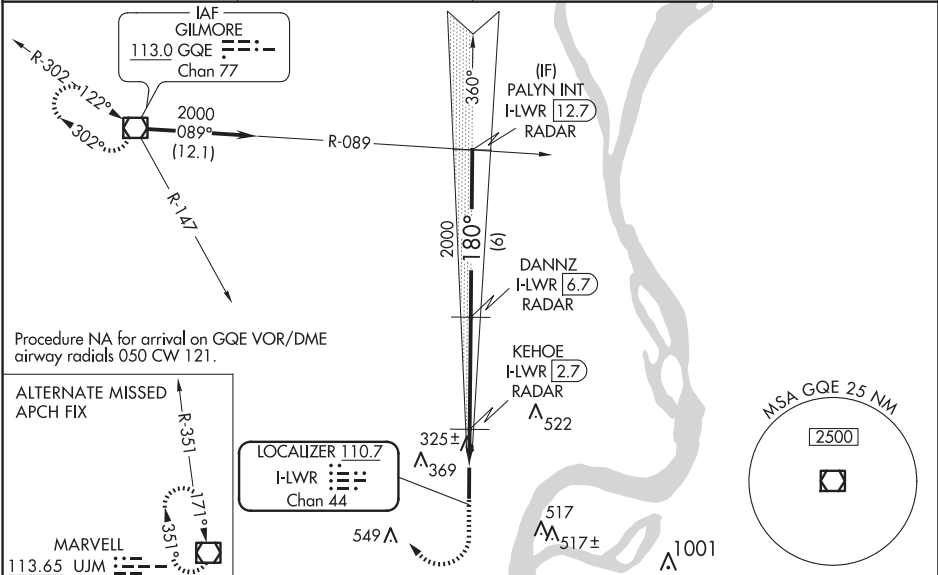 IAF
GILMORE
113.0 GQE
Chan 77
R-302
122°
302°
2000
089°
(12.1)
R-089
R-147
360°
(IF)
PALYN INT
I-LWR 12.7
RADAR
2000
180°
(6)
DANNZ
I-LWR 6.7
RADAR
KEHOE
I-LWR 2.7
RADAR
522
325±
369
Procedure NA for arrival on GQE VOR/DME
airway radials 050 CW 121.
ALTERNATE MISSED
APCH FIX
R-351
171°
351°
MARVELL
113.65 UJM
LOCALIZER 110.7
I-LWR
Chan 44
549
517
517±
1001
MSA GQE 25 NM
2500